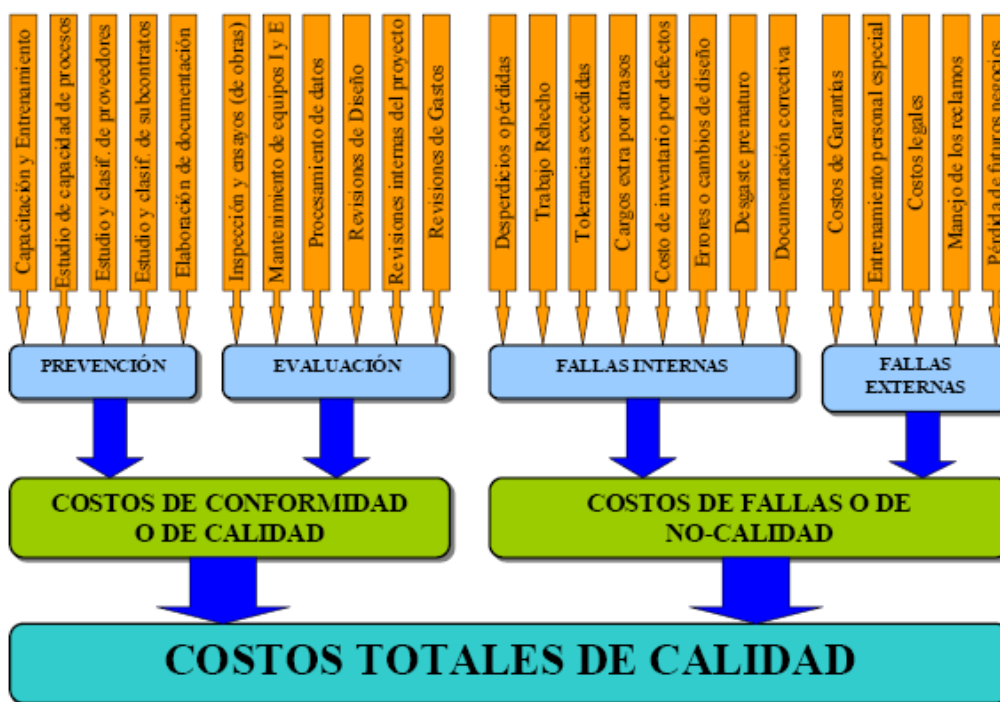 Capacitación y Entrenamiento
Estudio de capacidad de procesos
Estudio y clasif. de proveedores
Estudio y clasif. de subcontratos
Elaboración de documentación
Inspección y ensayos (de obras)
Mantenimiento de equipos I y E
Procesamiento de datos
Revisiones de Diseño
Revisiones internas del proyecto
Revisiones de Gastos
Desperdicios o pérdidas
Trabajo Rehecho
Tolerancias excedidas
Cargos extra por atrasos
Costo de inventario por defectos
Errores o cambios de diseño
Desgaste prematuro
Documentación correctiva
Costos de Garantías
Entrenamiento personal especial
Costos legales
Manejo de los reclamos
Pérdida de futuros negocios
PREVENCIÓN
EVALUACIÓN
FALLAS INTERNAS
FALLAS
EXTERNAS
COSTOS DE CONFORMIDAD
O DE CALIDAD
COSTOS DE FALLAS O DE
NO-CALIDAD
COSTOS TOTALES DE CALIDAD